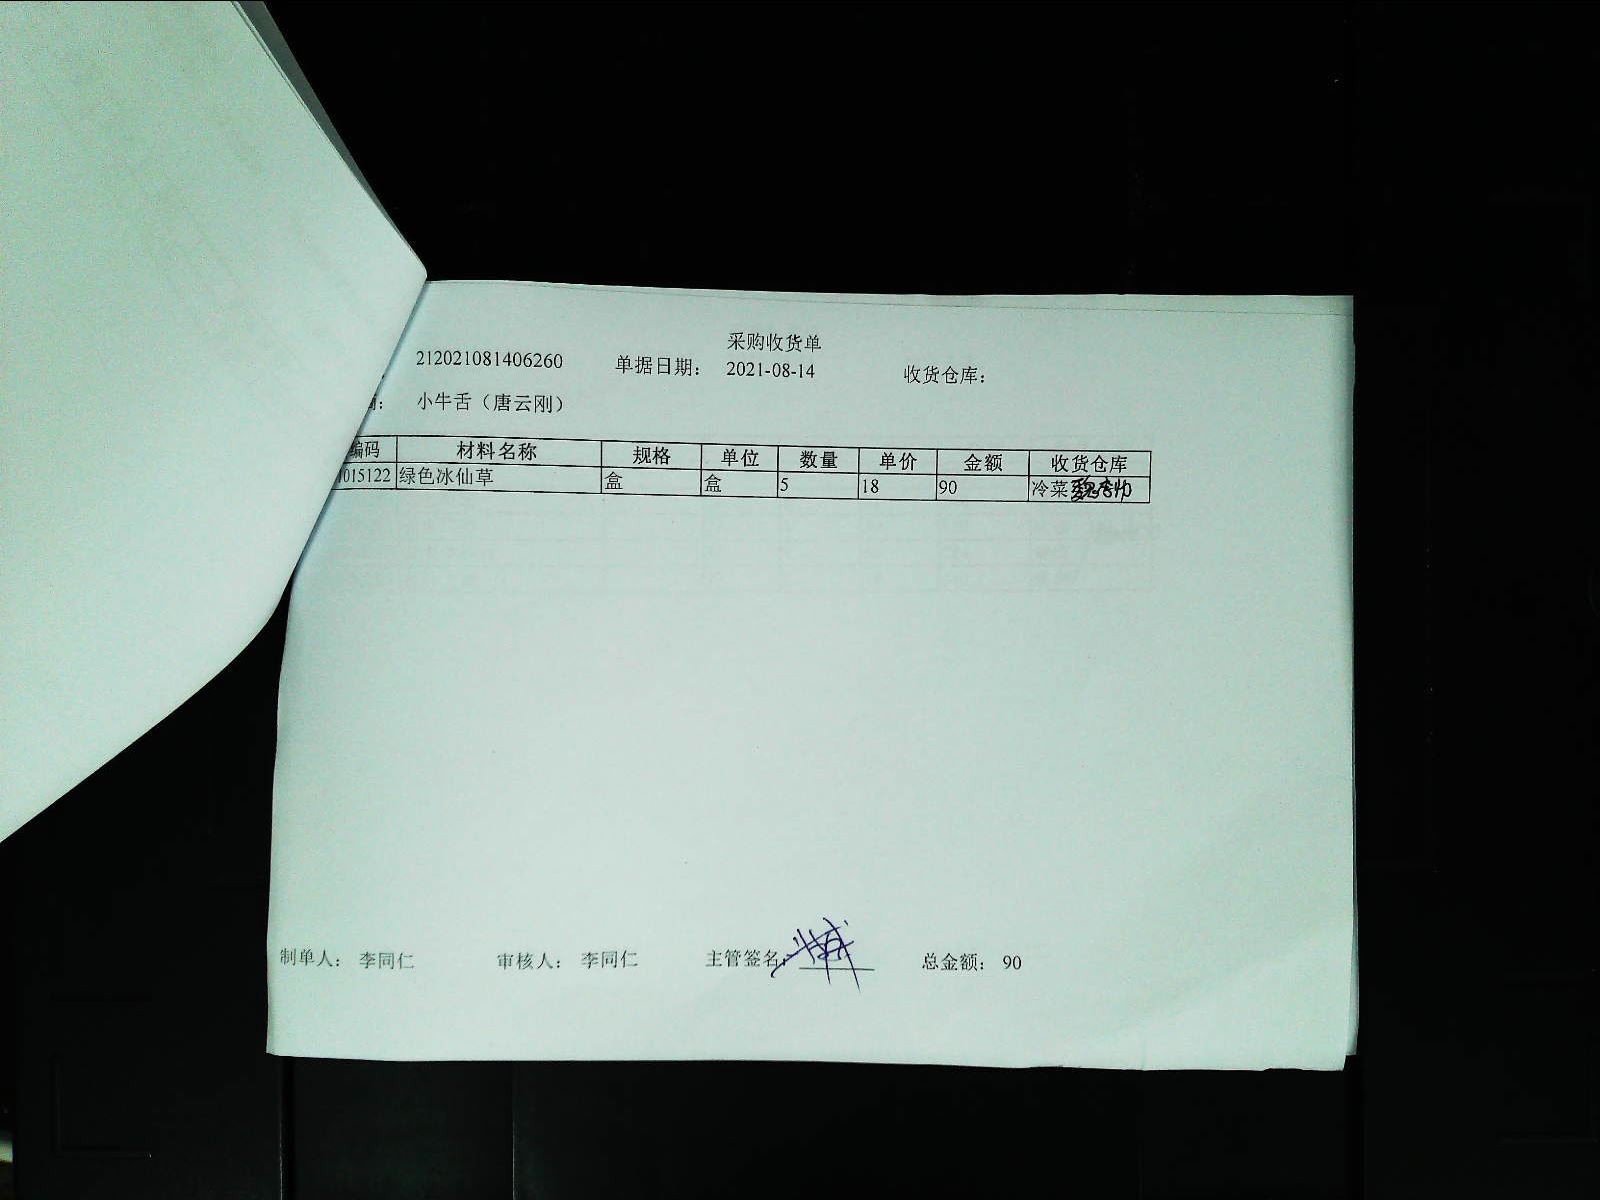 采购收货单
212021081406260 单据日期： 2021-08-14 收货仓库：
小牛舌（唐云刚）
编码 材料名称 规格 单位 数量 单价 金额 收货仓库
015122 绿色冰仙草 盒 盒 5 18 90 冷菜
制单人： 李同仁 审核人： 李同仁 主管签名： 总金额： 90